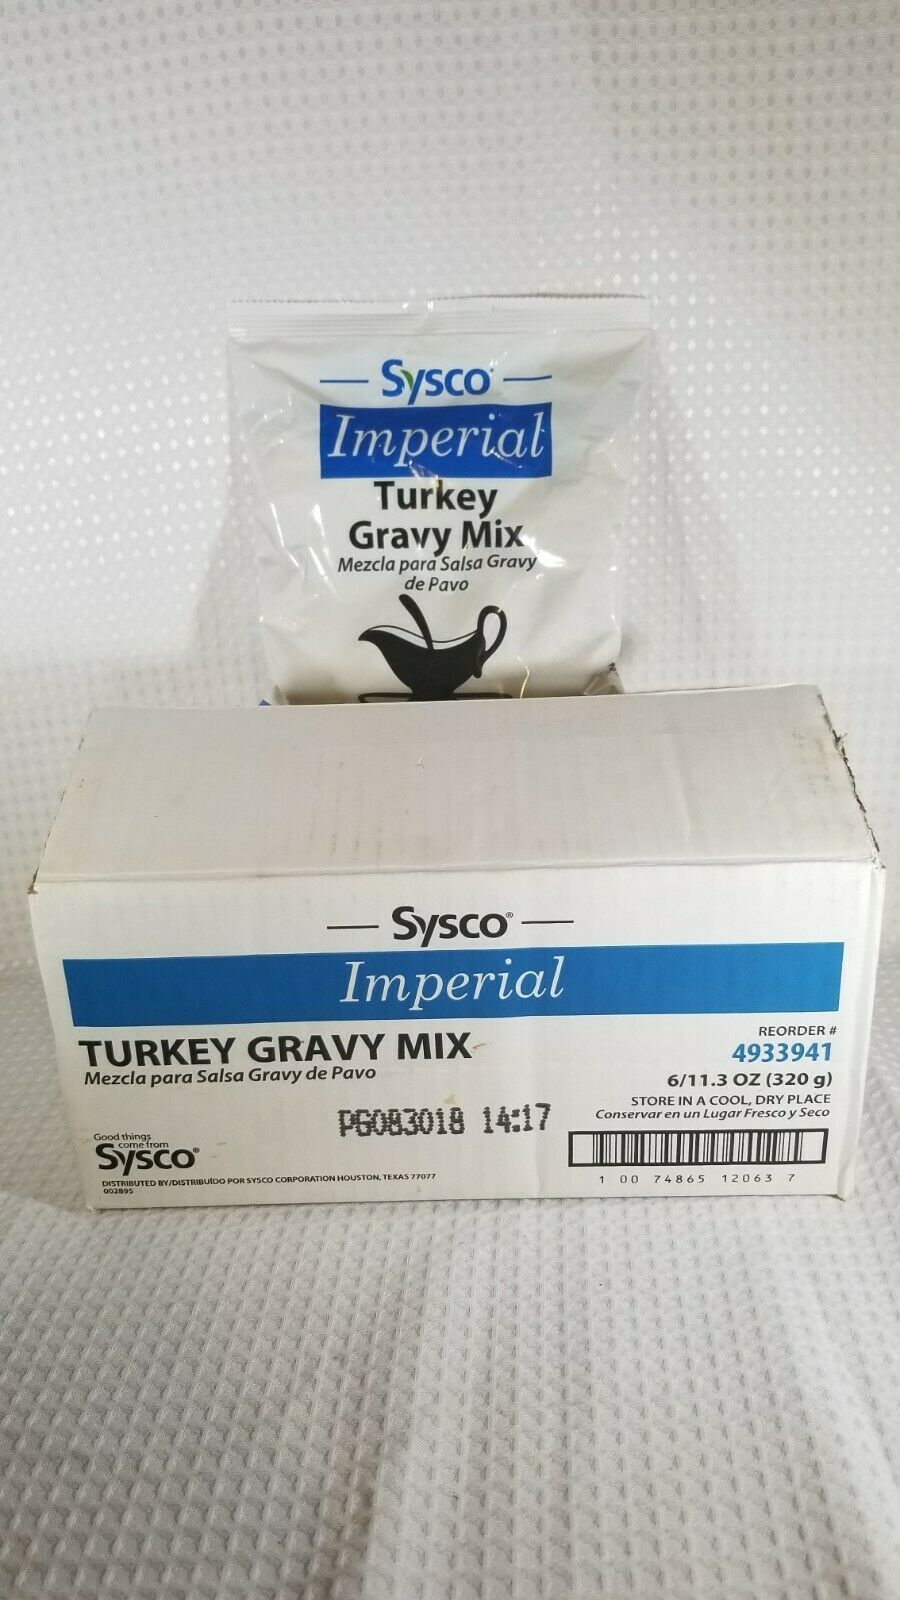 Sysco®
Imperial
Turkey
Gravy Mix
Mezcla para Salsa Gravy
de Pavo
Sysco®
Imperial
TURKEY GRAVY MIX
Mezcla para Salsa Gravy de Pavo
REORDER #
4933941
6/11.3 OZ (320 g)
STORE IN A COOL, DRY PLACE
Conservar en un Lugar Fresco y Seco
PG083018 14:17
Good things
come from
Sysco®
DISTRIBUTED BY/DISTRIBUÍDO POR SYSCO CORPORATION HOUSTON, TEXAS 77077
002895
1 00 74865 12063 7